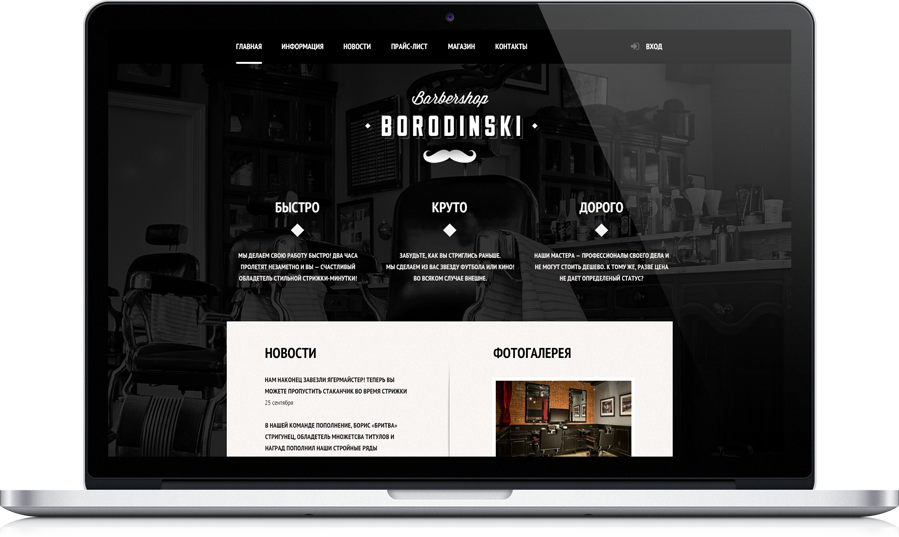 ГЛАВНАЯ ИНФОРМАЦИЯ НОВОСТИ ПРАЙС-ЛИСТ МАГАЗИН КОНТАКТЫ ВХОД
Barbershop
BORODINSKI
БЫСТРО
МЫ ДЕЛАЕМ СВОЮ РАБОТУ БЫСТРО! ДВА ЧАСА
ПРОЛЕТЯТ НЕЗАМЕТНО И ВЫ — СЧАСТЛИВЫЙ
ОБЛАДАТЕЛЬ СТИЛЬНОЙ СТРИЖКИ-МИНУТКИ!
КРУТО
ЗАБУДЬТЕ, КАК ВЫ СТРИГЛИСЬ РАНЬШЕ.
МЫ СДЕЛАЕМ ИЗ ВАС ЗВЕЗДУ ФУТБОЛА ИЛИ КИНО!
ВО ВСЯКОМ СЛУЧАЕ ВНЕШНЕ.
ДОРОГО
НАШИ МАСТЕРА — ПРОФЕССИОНАЛЫ СВОЕГО ДЕЛА И
НЕ МОГУТ СТОИТЬ ДЕШЕВО. К ТОМУ ЖЕ, РАЗВЕ ЦЕНА
НЕ ДАЕТ ОПРЕДЕЛЕНЫЙ СТАТУС?
НОВОСТИ
НАМ НАКОНЕЦ ЗАВЕЗЛИ ЯГЕРМАЙСТЕР! ТЕПЕРЬ ВЫ
МОЖЕТЕ ПРОПУСТИТЬ СТАКАНЧИК ВО ВРЕМЯ СТРИЖКИ
25 сентября
В НАШЕЙ КОМАНДЕ ПОПОЛНЕНИЕ, БОРИС «БРИТВА»
СТРИГУНЕЦ, ОБЛАДАТЕЛЬ МНОЖЕТСВА ТИТУЛОВ И
НАГРАД ПОПОЛНИЛ НАШИ СТРОЙНЫЕ РЯДЫ
ФОТОГАЛЕРЕЯ